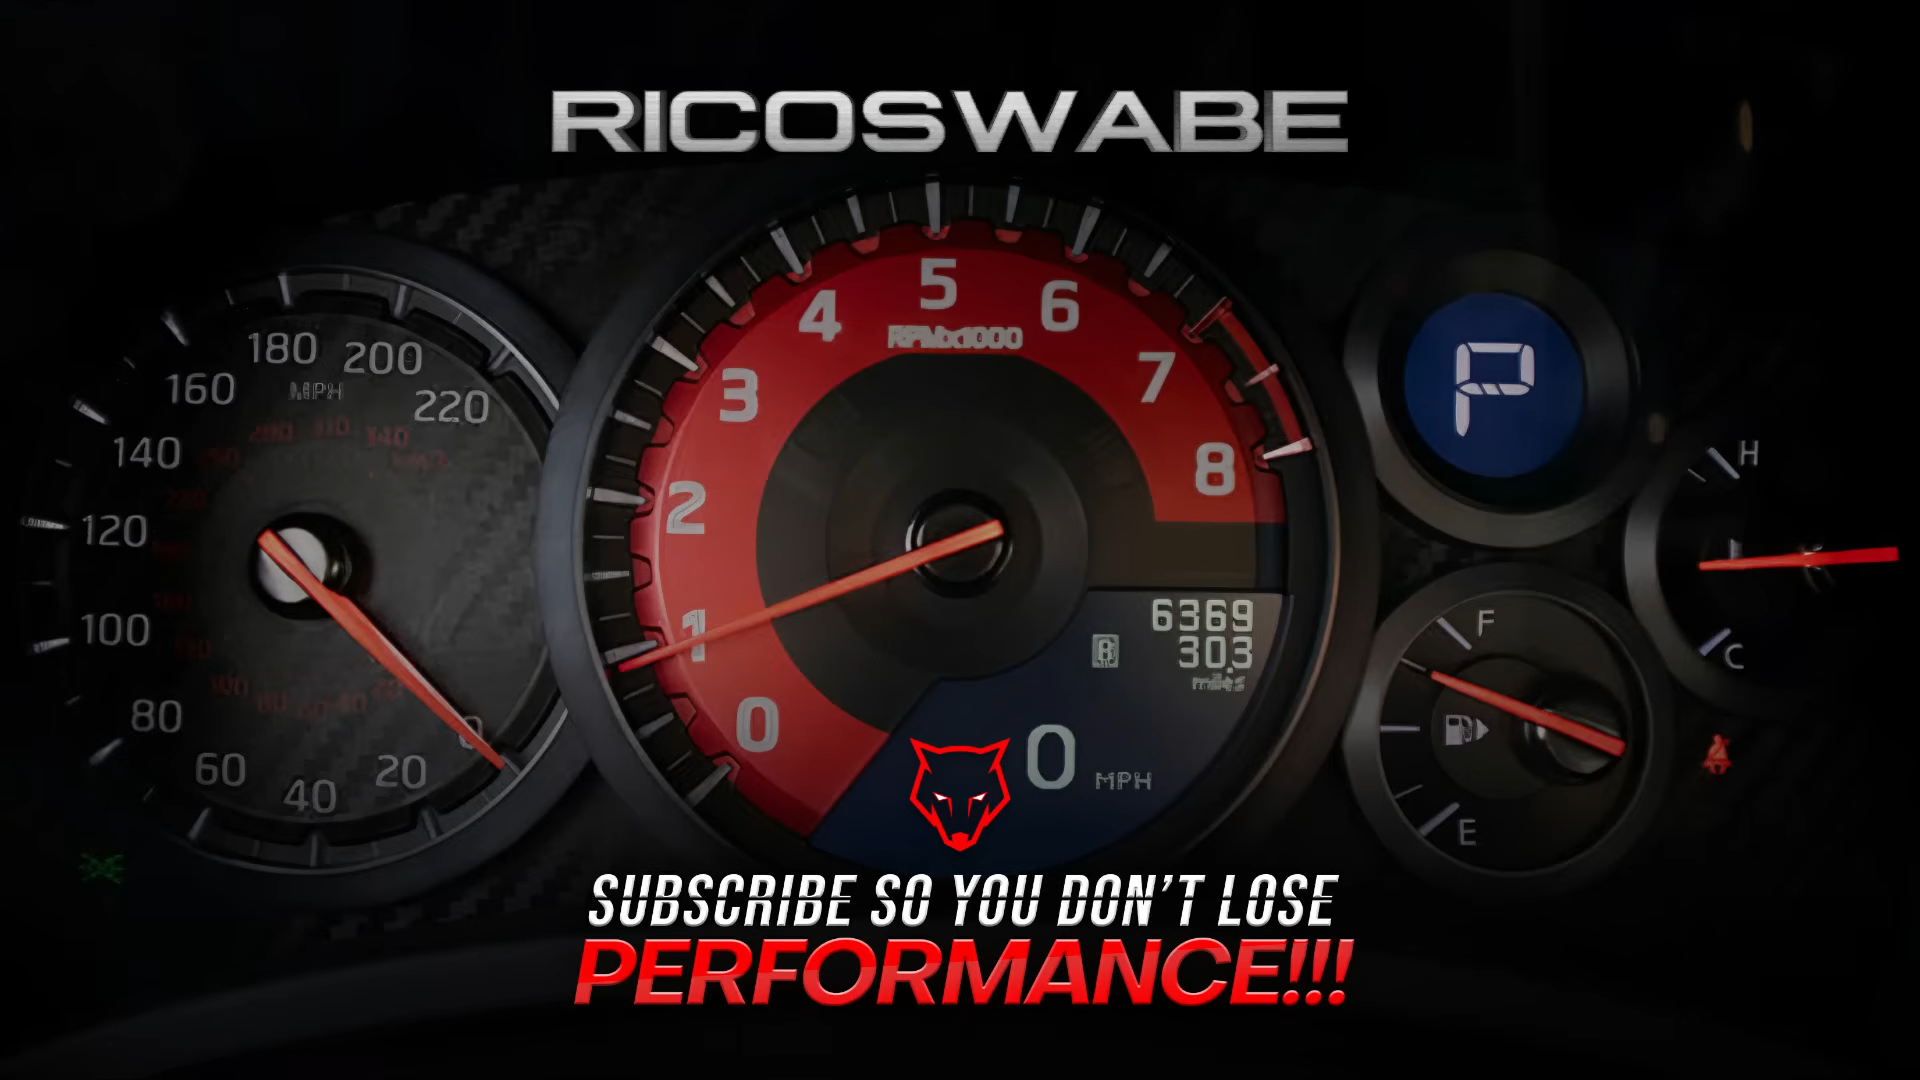 RICOSWABE
180
200
160
MPH
220
140
120
100
80
60
40
20
0
5
4
6
RPMx1000
3
7
2
8
1
0
6369
303
miles
0
MPH
P
H
C
F
E
SUBSCRIBE SO YOU DON'T LOSE
PERFORMANCE!!!